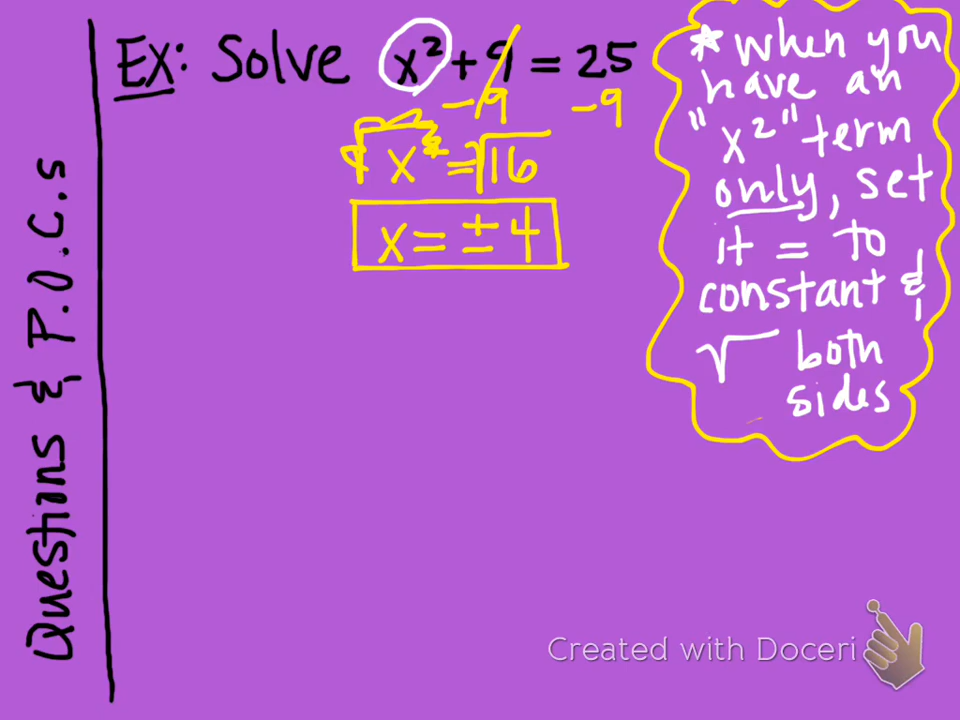 Questions & P.O.C.s
EX: Solve x² + 9 = 25
-9 -9
√x² = √16
x = ± 4
* when you
have an
"x²" term
only, set
it = to
constant &
√ both
sides
Created with Doceri